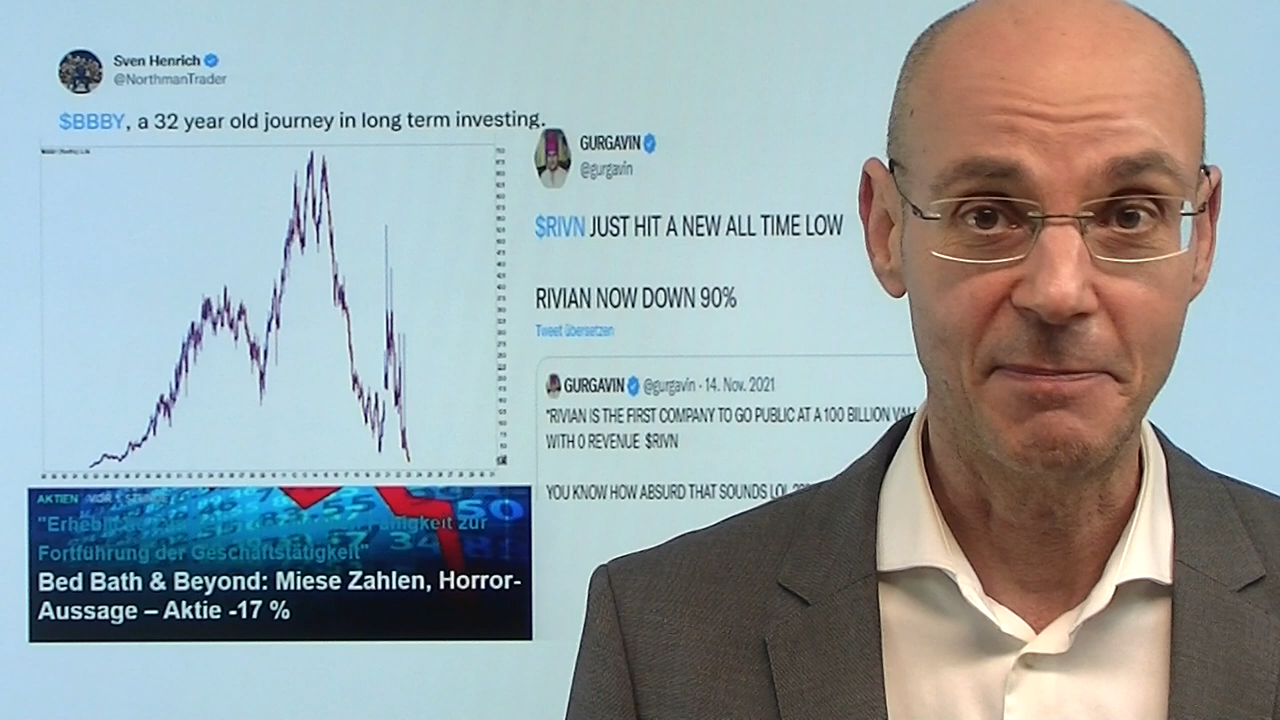 Sven Henrich
@NorthmanTrader
$BBBY, a 32 year old journey in long term investing.
GURGAVIN
@gurgavin
$RIVN JUST HIT A NEW ALL TIME LOW
RIVIAN NOW DOWN 90%
Tweet übersetzen
GURGAVIN @gurgavin · 14. Nov. 2021
"RIVIAN IS THE FIRST COMPANY TO GO PUBLIC AT A 100 BILLION
WITH 0 REVENUE $RIVN
YOU KNOW HOW ABSURD THAT SOUNDS LOL
AKTIEN VOR 1
zur
Fortführung der Geschäftstätigkeit"
Bed Bath & Beyond: Miese Zahlen, Horror-
Aussage – Aktie -17 %